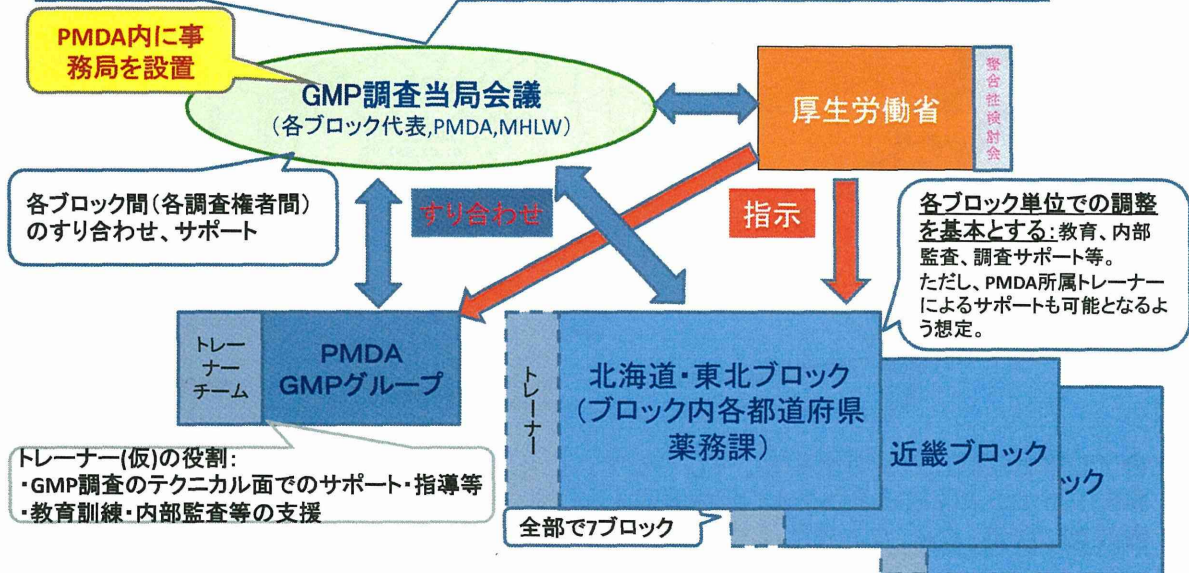 PMDA内に事
務局を設置
GMP調査当局会議
(各ブロック代表,PMDA,MHLW)
厚生労働省
整合性検討会
各ブロック間(各調査権者間)
のすり合わせ、サポート
すり合わせ
指示
各ブロック単位での調整
を基本とする:教育、内部
監査、調査サポート等。
ただし、PMDA所属トレーナー
によるサポートも可能となるよ
う想定。
トレー
ナー
チーム
PMDA
GMPグループ
トレーナー
北海道・東北ブロック
(ブロック内各都道府県
薬務課)
近畿ブロック
ック
トレーナー(仮)の役割:
・GMP調査のテクニカル面でのサポート・指導等
・教育訓練・内部監査等の支援
全部で7ブロック